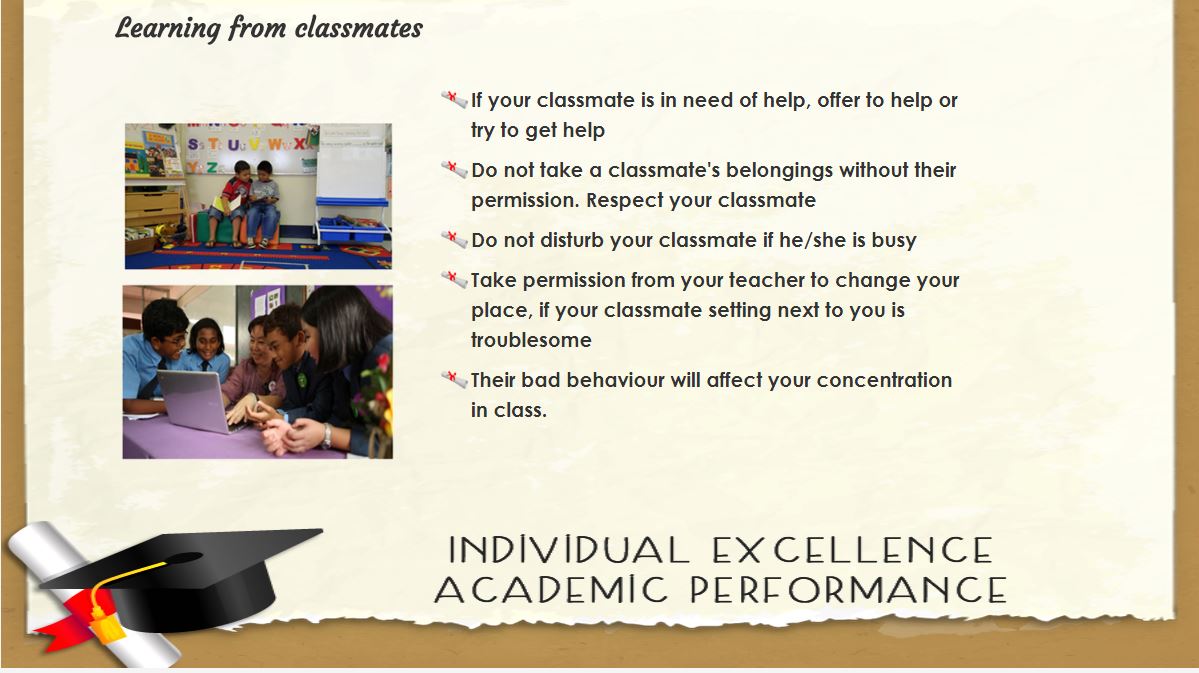 Learning from classmates
If your classmate is in need of help, offer to help or
try to get help
Do not take a classmate's belongings without their
permission. Respect your classmate
Do not disturb your classmate if he/she is busy
Take permission from your teacher to change your
place, if your classmate setting next to you is
troublesome
Their bad behaviour will affect your concentration
in class.
S T U V W X
Y Z
INDIVIDUAL EXCELLENCE
ACADEMIC PERFORMANCE